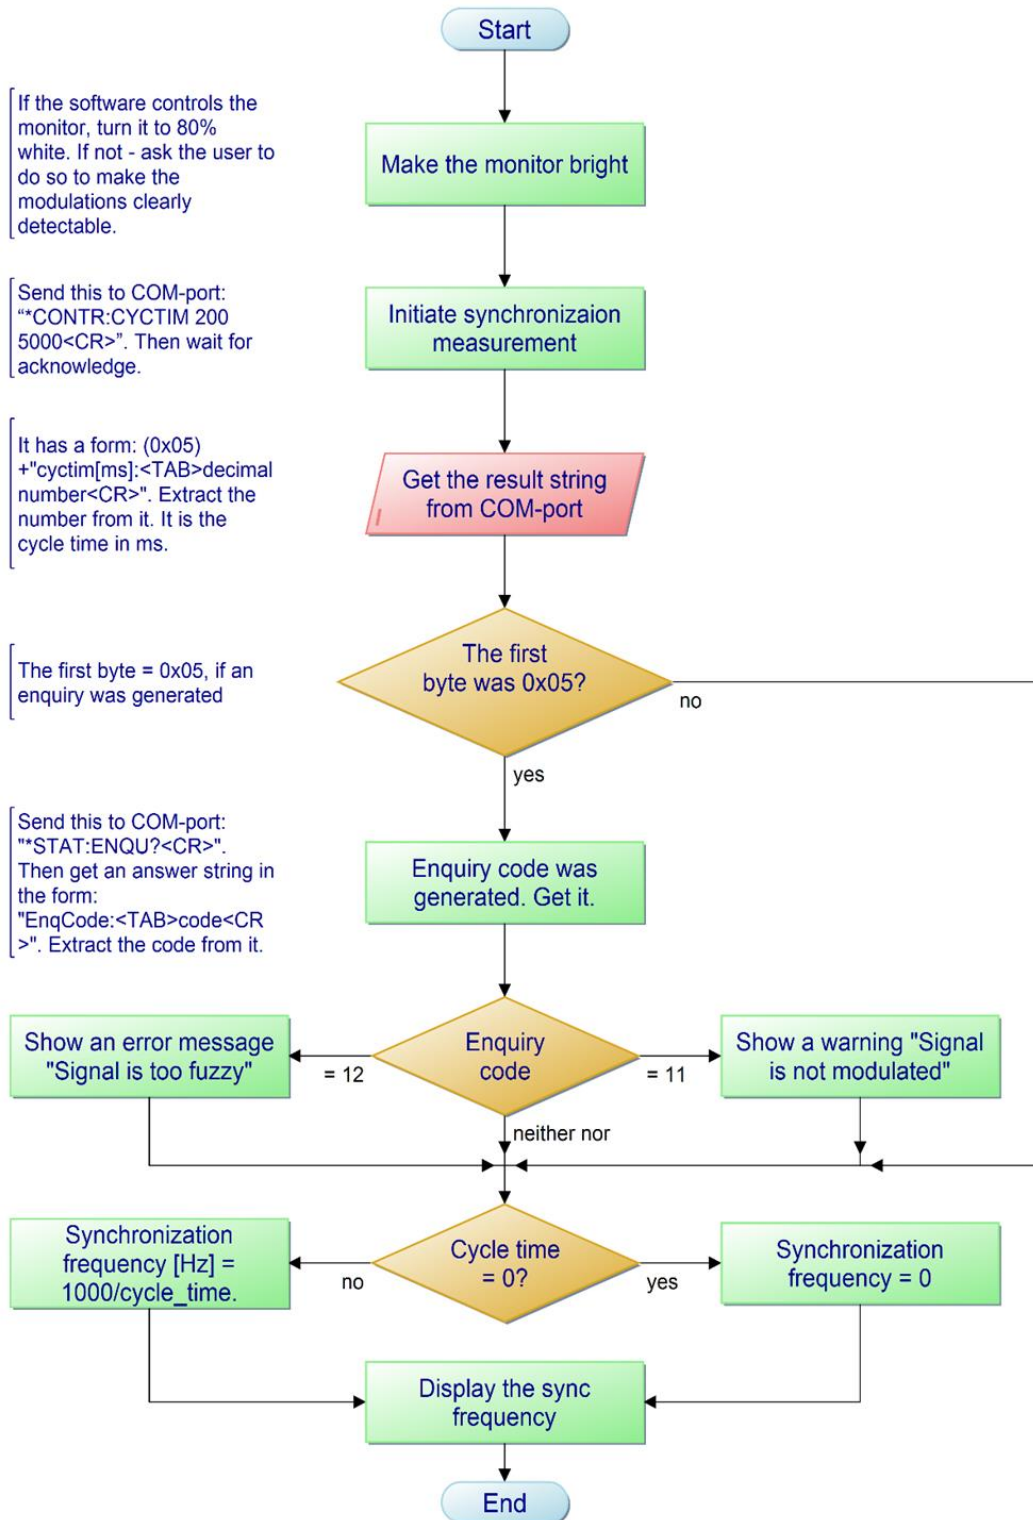 Start
If the software controls the
monitor, turn it to 80%
white. If not - ask the user to
do so to make the
modulations clearly
detectable.
Make the monitor bright
Send this to COM-port:
“*CONTR:CYCTIM 200
5000<CR>”. Then wait for
acknowledge.
Initiate synchronizaion
measurement
It has a form: (0x05)
+"cyctim[ms]:<TAB>decimal
number<CR>". Extract the
number from it. It is the
cycle time in ms.
Get the result string
from COM-port
The first byte = 0x05, if an
enquiry was generated
The first
byte was 0x05?
no
yes
Send this to COM-port:
"*STAT:ENQU?<CR>".
Then get an answer string in
the form:
"EnqCode:<TAB>code<CR
>". Extract the code from it.
Enquiry code was
generated. Get it.
Show an error message
"Signal is too fuzzy"
= 12
Enquiry
code
= 11
Show a warning "Signal
is not modulated"
neither nor
Synchronization
frequency [Hz] =
1000/cycle_time.
no
Cycle time
= 0?
yes
Synchronization
frequency = 0
Display the sync
frequency
End